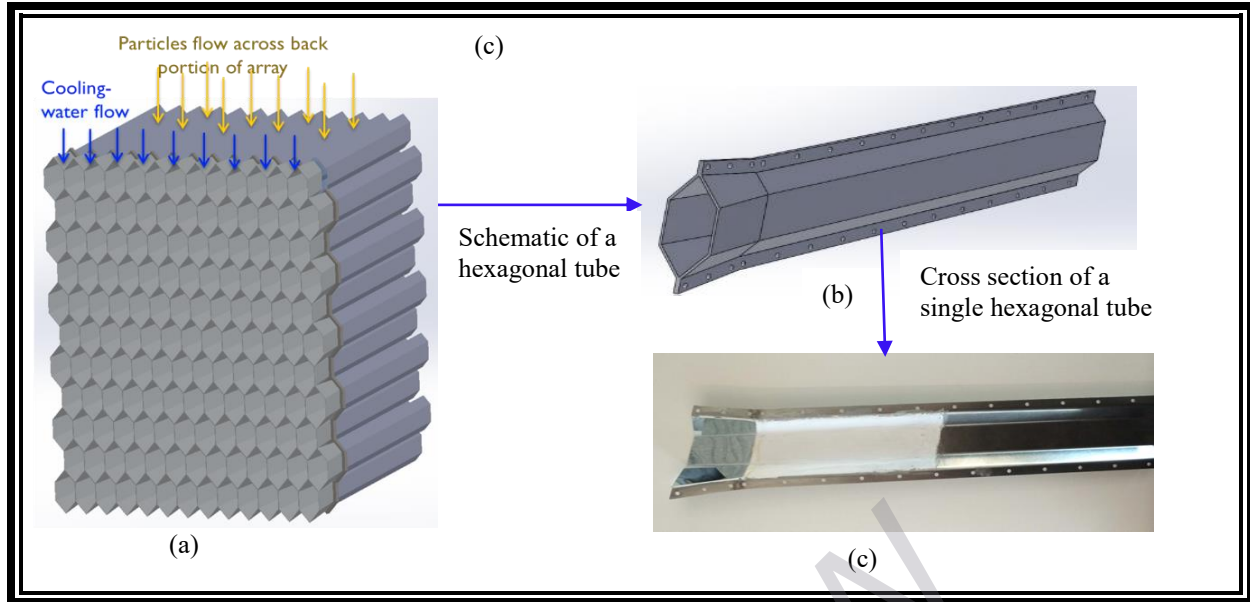 Particles flow across back
portion of array
(c)
Cooling-
water flow
Schematic of a
hexagonal tube
(b)
Cross section of a
single hexagonal tube
(a)
(c)